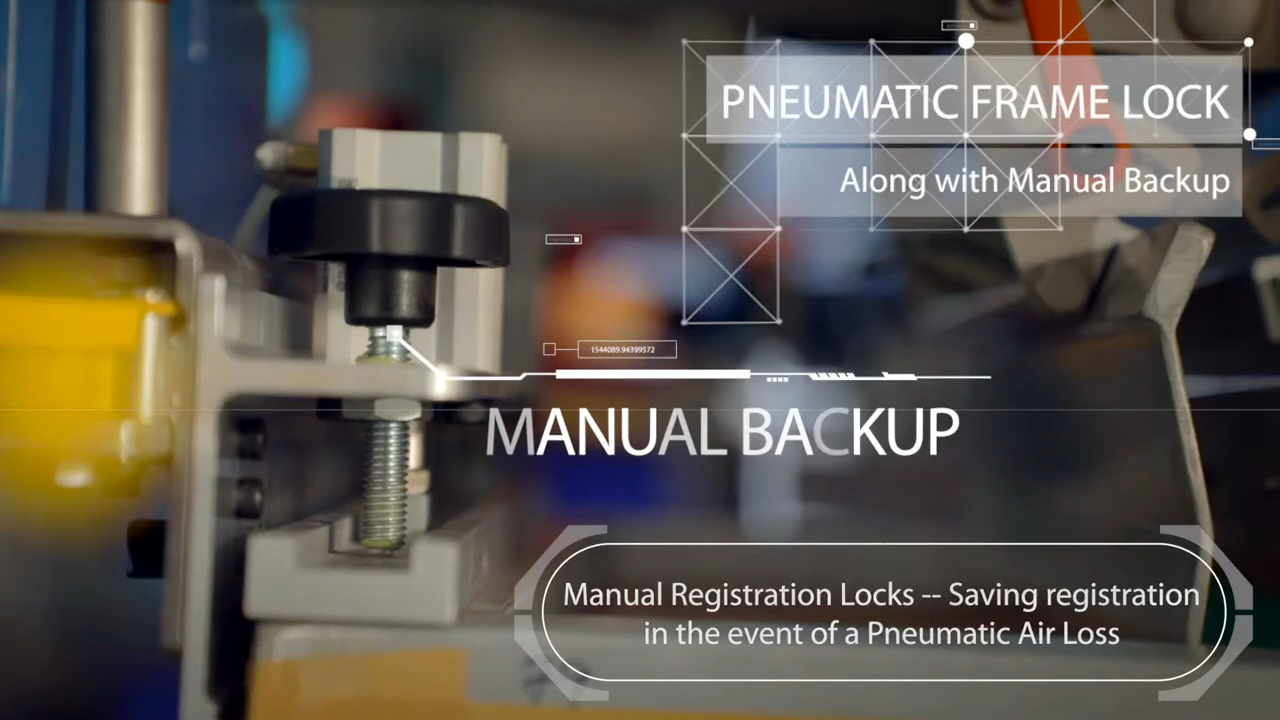 PNEUMATIC FRAME LOCK
Along with Manual Backup
1544089.94399572
MANUAL BACKUP
Manual Registration Locks -- Saving registration
in the event of a Pneumatic Air Loss